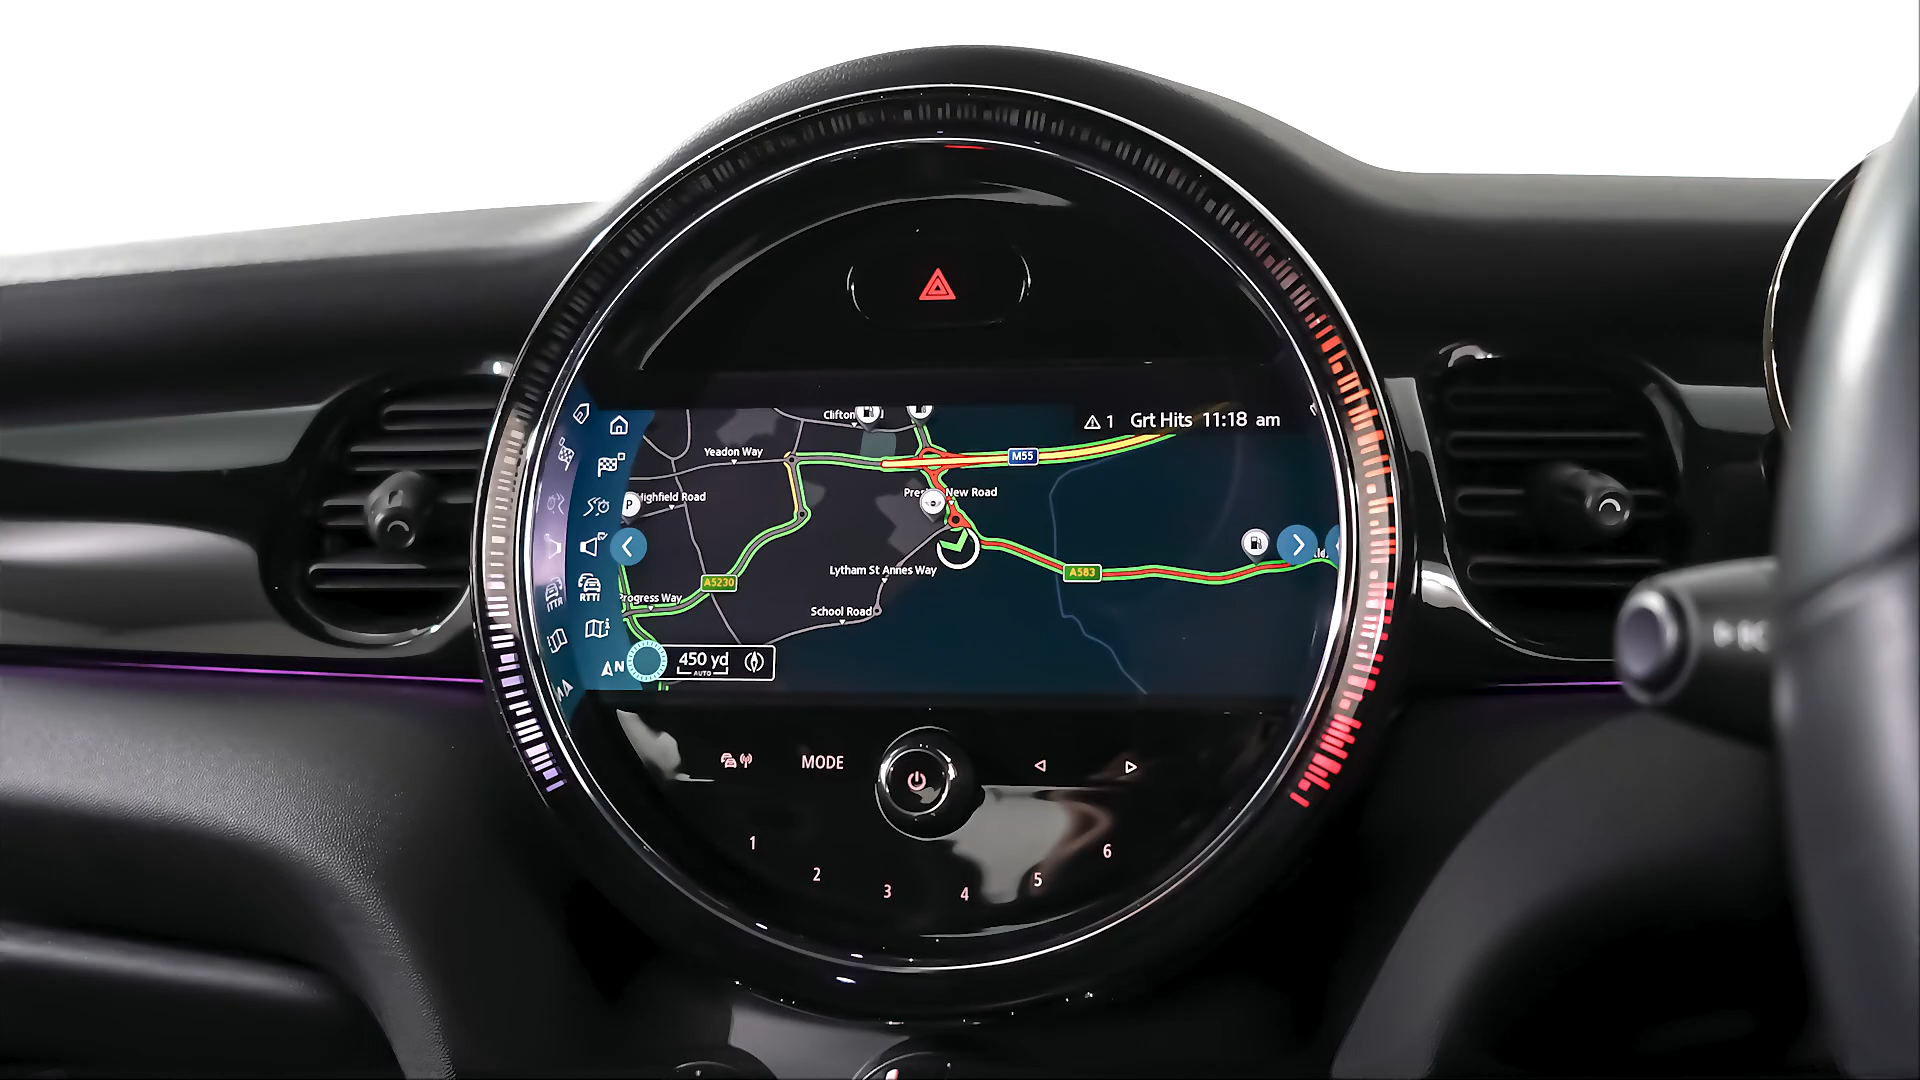 Clifton
1 Grt Hits 11:18 am
Yeadon Way
M55
Highfield Road
New Road
P
Lytham St Annes Way
A583
A5230
RTTI
Progress Way
School Road
N
450 yd
AUTO
MODE
1
2
3
4
5
6